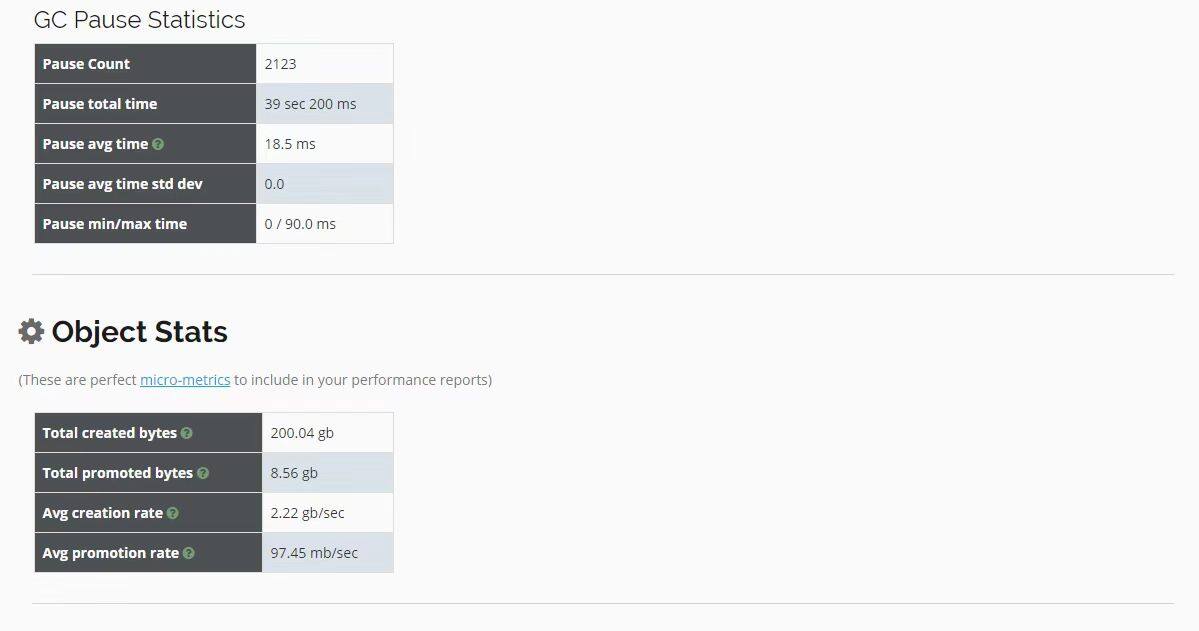 GC Pause Statistics
Pause Count 2123
Pause total time 39 sec 200 ms
Pause avg time 18.5 ms
Pause avg time std dev 0.0
Pause min/max time 0 / 90.0 ms
Object Stats
(These are perfect micro-metrics to include in your performance reports)
Total created bytes 200.04 gb
Total promoted bytes 8.56 gb
Avg creation rate 2.22 gb/sec
Avg promotion rate 97.45 mb/sec